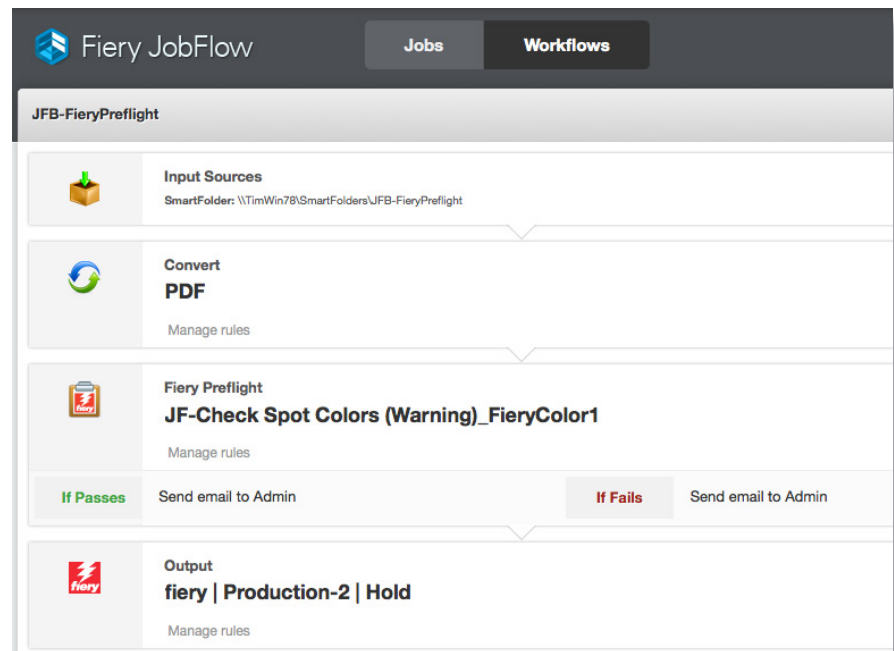 Fiery JobFlow
Jobs
Workflows
JFB-FieryPreflight
Input Sources
SmartFolder: \\TimWin78\SmartFolders\JFB-FieryPreflight
Convert
PDF
Manage rules
fiery
Fiery Preflight
JF-Check Spot Colors (Warning)_FieryColor1
Manage rules
If Passes
Send email to Admin
If Fails
Send email to Admin
fiery
Output
fiery | Production-2 | Hold
Manage rules